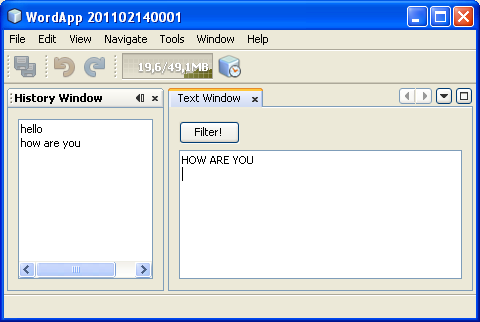 WordApp 201102140001
File Edit View Navigate Tools Window Help
19,6/49,1MB
History Window
Text Window
hello
how are you
Filter!
HOW ARE YOU